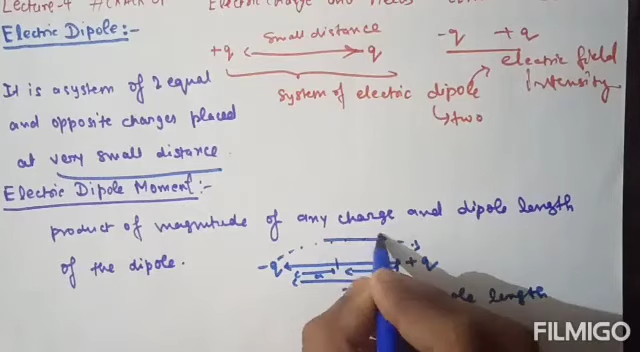 Lecture-4
Electric Charge and Fields
Electric Dipole:-
small distance
+q -q
-q +q
electric field
Intensity
System of electric dipole
two
It is a system of 2 equal
and opposite charges placed
at very small distance.
Electric Dipole Moment:-
product of magnitude of any charge and dipole length
of the dipole.
-q +q
a
length
FILMIGO